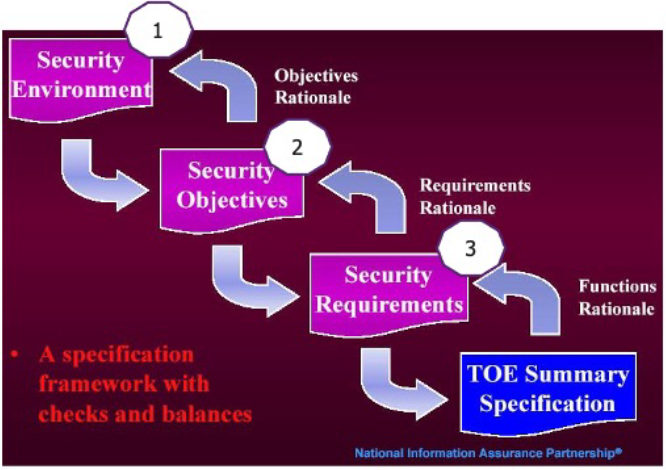 1
Security
Environment
Objectives
Rationale
2
Security
Objectives
Requirements
Rationale
3
Security
Requirements
Functions
Rationale
• A specification
framework with
checks and balances
TOE Summary
Specification
National Information Assurance Partnership®